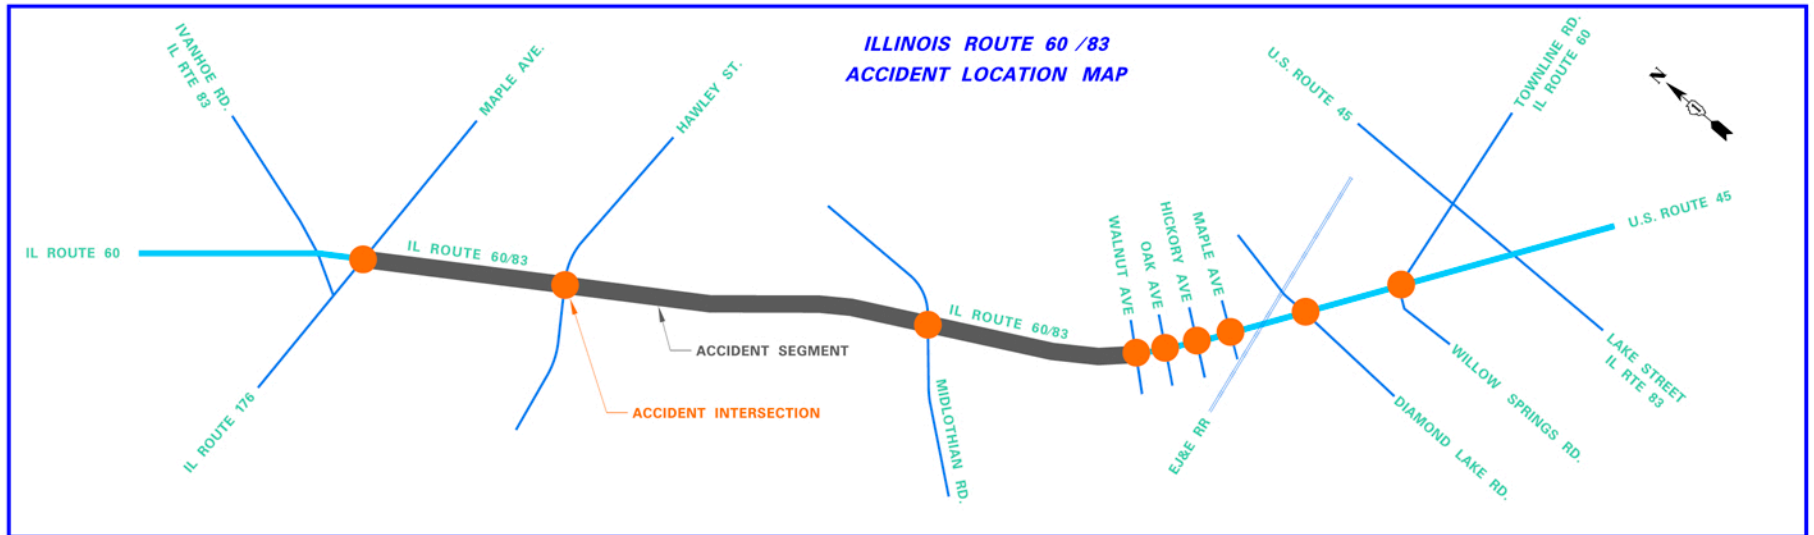 ILLINOIS ROUTE 60 /83
ACCIDENT LOCATION MAP
IVANHOE RD.
IL RTE 83
MAPLE AVE.
HAWLEY ST.
U.S. ROUTE 45
TOWNLINE RD.
IL ROUTE 60
N
IL ROUTE 60
IL ROUTE 60/83
WALNUT AVE
OAK AVE
HICKORY AVE
MAPLE AVE
U.S. ROUTE 45
IL ROUTE 60/83
ACCIDENT SEGMENT
ACCIDENT INTERSECTION
IL ROUTE 176
MIDLOTHIAN RD.
EJ&E RR
DIAMOND LAKE RD.
WILLOW SPRINGS RD.
LAKE STREET
IL RTE 83